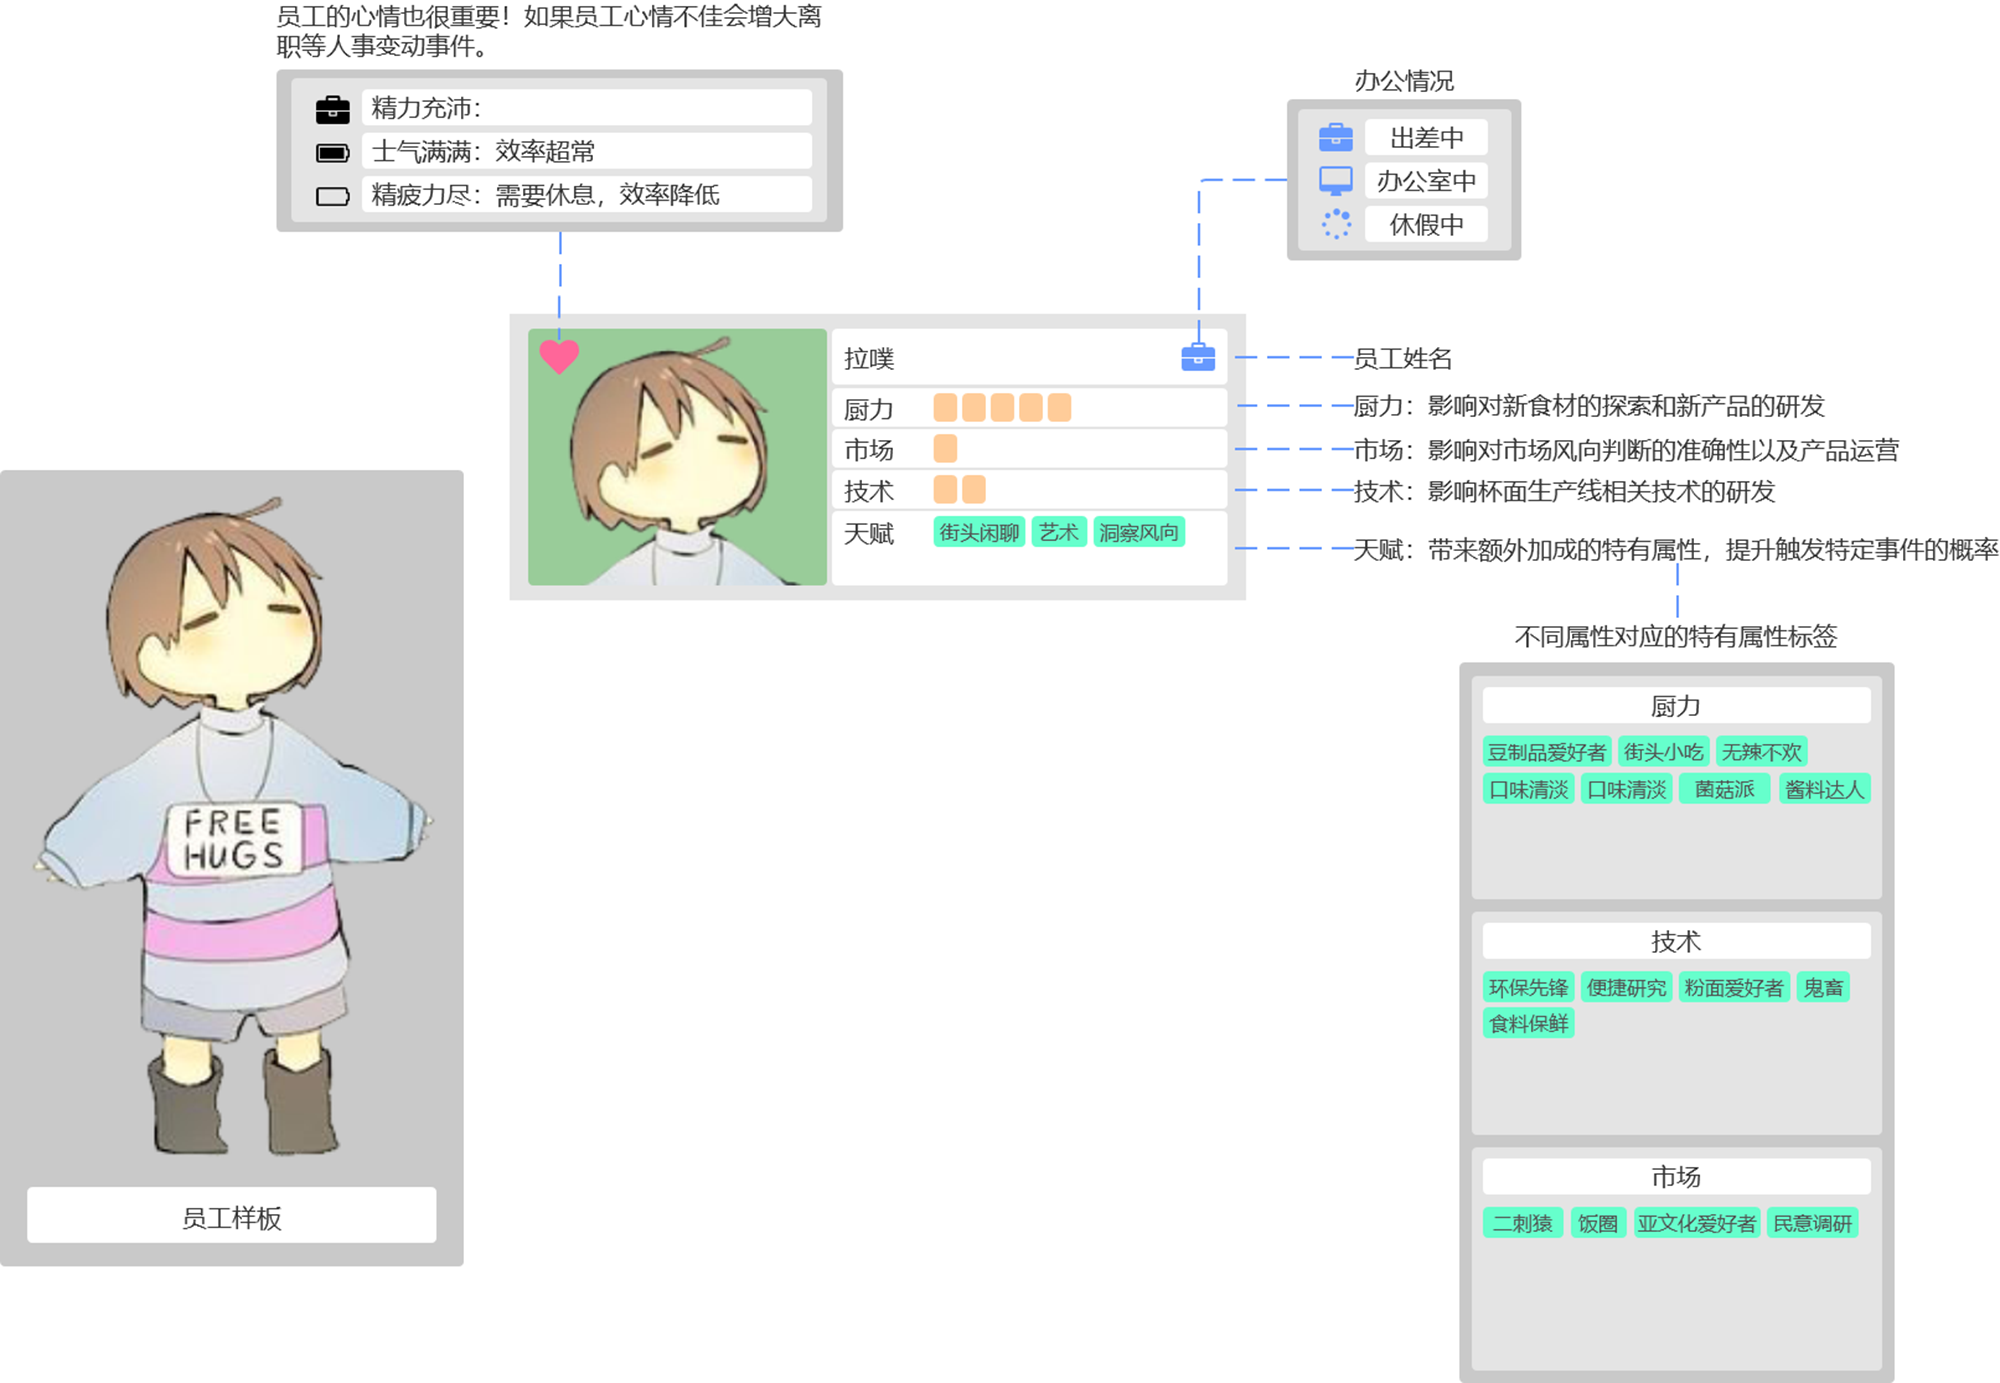 员工的心情也很重要！如果员工心情不佳会增大离
职等人事变动事件。
精力充沛：
士气满满：效率超常
精疲力尽：需要休息，效率降低
办公情况
出差中
办公室中
休假中
拉噗
员工姓名
厨力
厨力：影响对新食材的探索和新产品的研发
市场
市场：影响对市场风向判断的准确性以及产品运营
技术
技术：影响杯面生产线相关技术的研发
天赋 街头闲聊 艺术 洞察风向
天赋：带来额外加成的特有属性，提升触发特定事件的概率
不同属性对应的特有属性标签
厨力
豆制品爱好者 街头小吃 无辣不欢
口味清淡 口味清淡 菌菇派 酱料达人
技术
环保先锋 便捷研究 粉面爱好者 鬼畜
食料保鲜
市场
二刺猿 饭圈 亚文化爱好者 民意调研
FREE
HUGS
员工样板